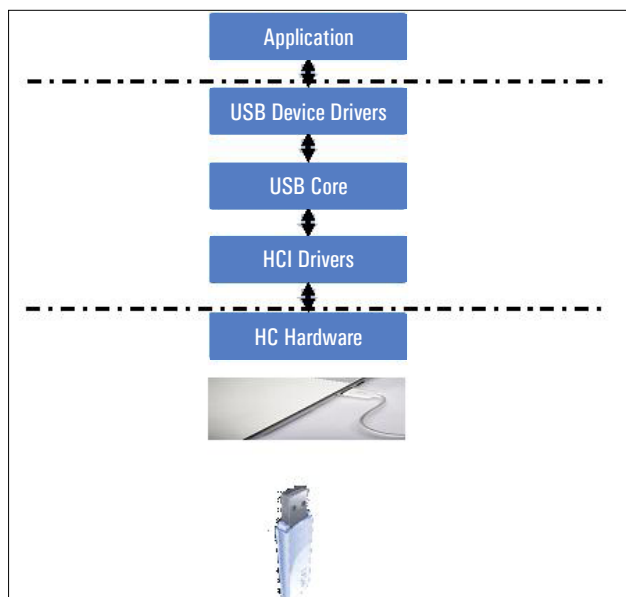 Application
USB Device Drivers
USB Core
HCI Drivers
HC Hardware